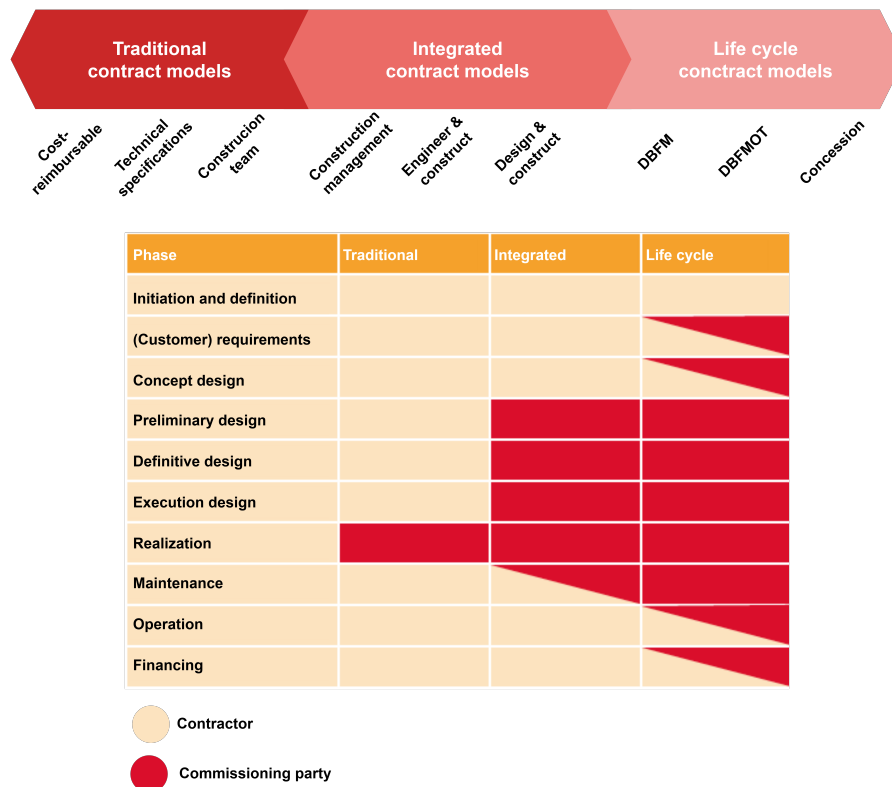 Traditional
contract models
Integrated
contract models
Life cycle
conctract models
Cost-
reimbursable
Technical
specifications
Construcion
team
Construction
management
Engineer &
construct
Design &
construct
DBFM
DBFMOT
Concession
Phase Traditional Integrated Life cycle
Initiation and definition
(Customer) requirements
Concept design
Preliminary design
Definitive design
Execution design
Realization
Maintenance
Operation
Financing
Contractor
Commissioning party